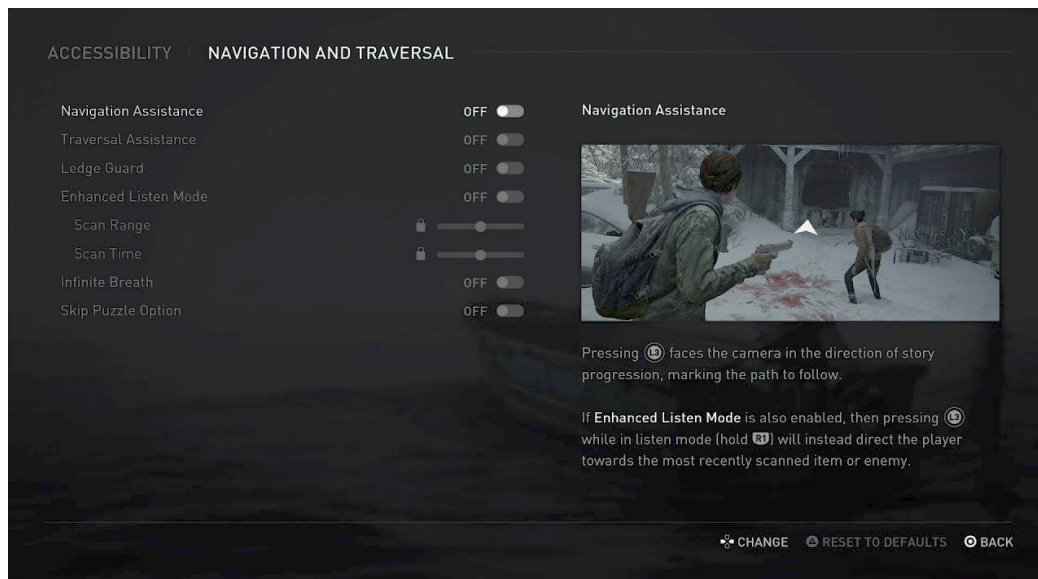 ACCESSIBILITY NAVIGATION AND TRAVERSAL
Navigation Assistance OFF
Traversal Assistance OFF
Ledge Guard OFF
Enhanced Listen Mode OFF
Scan Range
Scan Time
Infinite Breath OFF
Skip Puzzle Option OFF
Navigation Assistance
Pressing L3 faces the camera in the direction of story
progression, marking the path to follow.
If Enhanced Listen Mode is also enabled, then pressing L3
while in listen mode (hold R1) will instead direct the player
towards the most recently scanned item or enemy.
CHANGE RESET TO DEFAULTS BACK